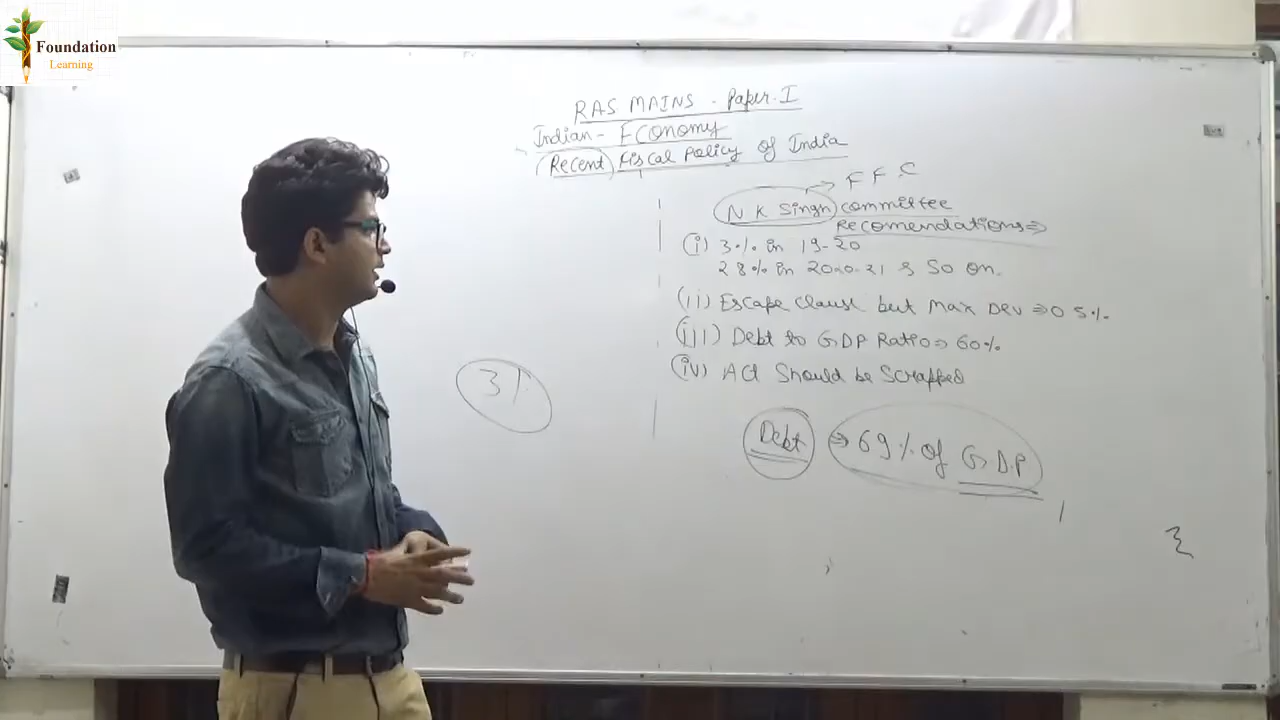 Foundation
Learning
RAS MAINS - Paper-I
Indian - Economy
Recent Fiscal Policy of India
N K Singh committee → F F C
Recomendations ⇒
(i) 3% in 19-20
2.8% in 2020-21 & So on.
(ii) Escape clause but Max Dev ⇒ 0.5%
(iii) Debt to GDP Ratio ⇒ 60%
(iv) Act Should be Scrapped
3%
Debt ⇒ 69% of GDP